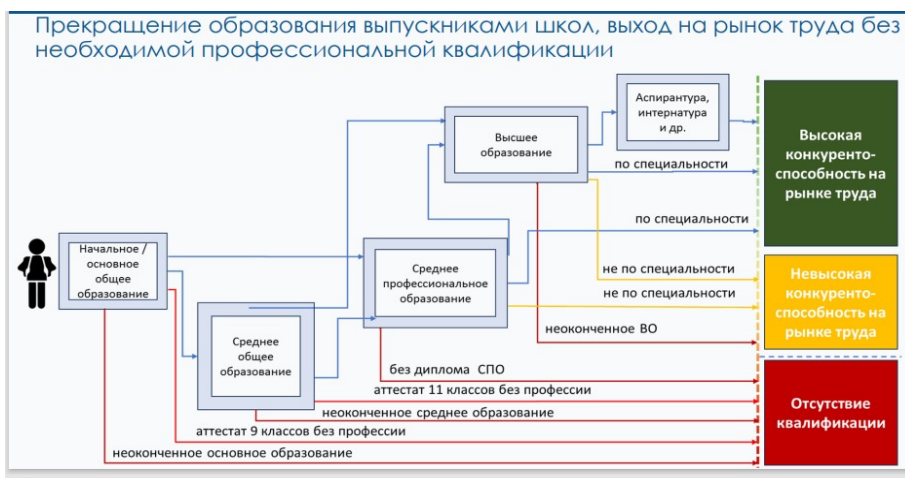 Прекращение образования выпускниками школ, выход на рынок труда без
необходимой профессиональной квалификации
Аспирантура,
интернатура
и др.
Высшее
образование
Высокая
конкуренто-
способность на
рынке труда
по специальности
по специальности
Начальное /
основное
общее
образование
Среднее
профессиональное
образование
не по специальности
не по специальности
Невысокая
конкуренто-
способность на
рынке труда
неоконченное ВО
Среднее
общее
образование
без диплома СПО
аттестат 11 классов без профессии
неоконченное среднее образование
аттестат 9 классов без профессии
неоконченное основное образование
Отсутствие
квалификации